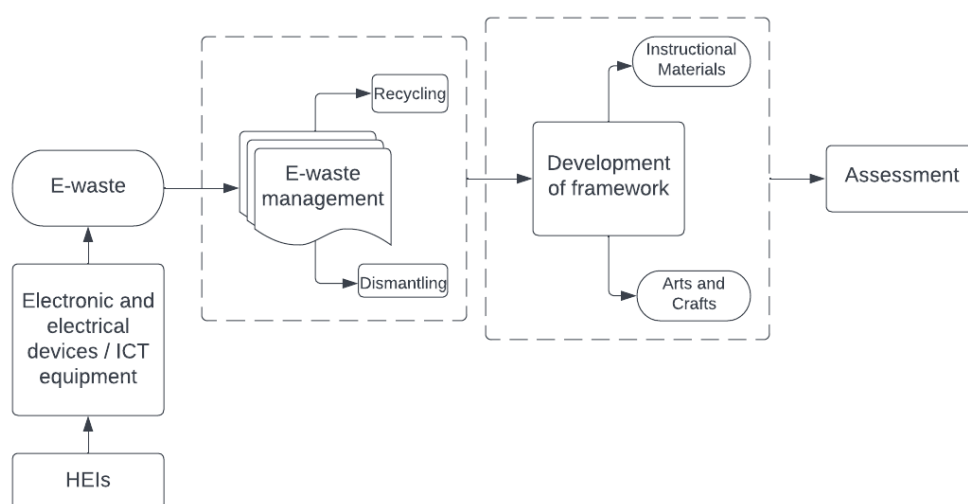 Instructional
Materials
Recycling
E-waste
management
Development
of framework
Assessment
E-waste
Dismantling
Arts and
Crafts
Electronic and
electrical
devices / ICT
equipment
HEIs